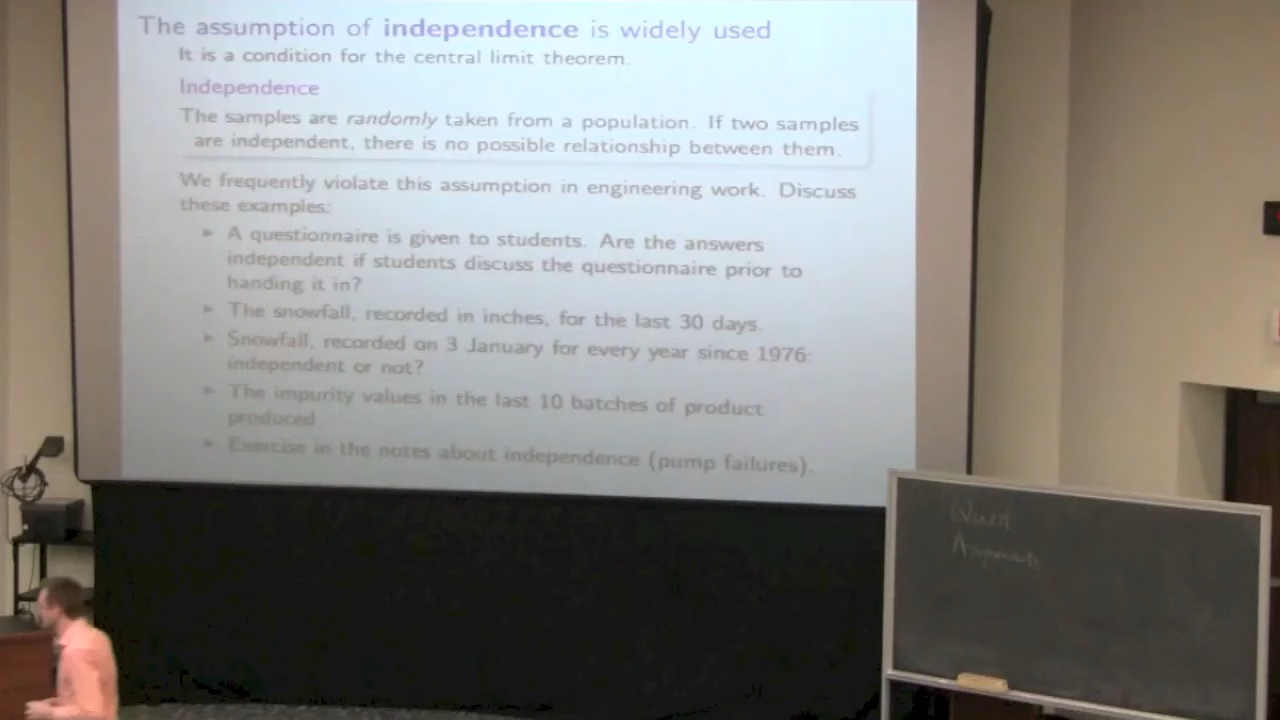 The assumption of independence is widely used
It is a condition for the central limit theorem.
Independence
The samples are randomly taken from a population. If two samples
are independent, there is no possible relationship between them.
We frequently violate this assumption in engineering work. Discuss
these examples:
► A questionnaire is given to students. Are the answers
independent if students discuss the questionnaire prior to
handing it in?
► The snowfall, recorded in inches, for the last 30 days.
► Snowfall, recorded on 3 January for every year since 1976:
independent or not?
► The impurity values in the last 10 batches of product
produced
► Exercise in the notes about independence (pump failures).
Assignments